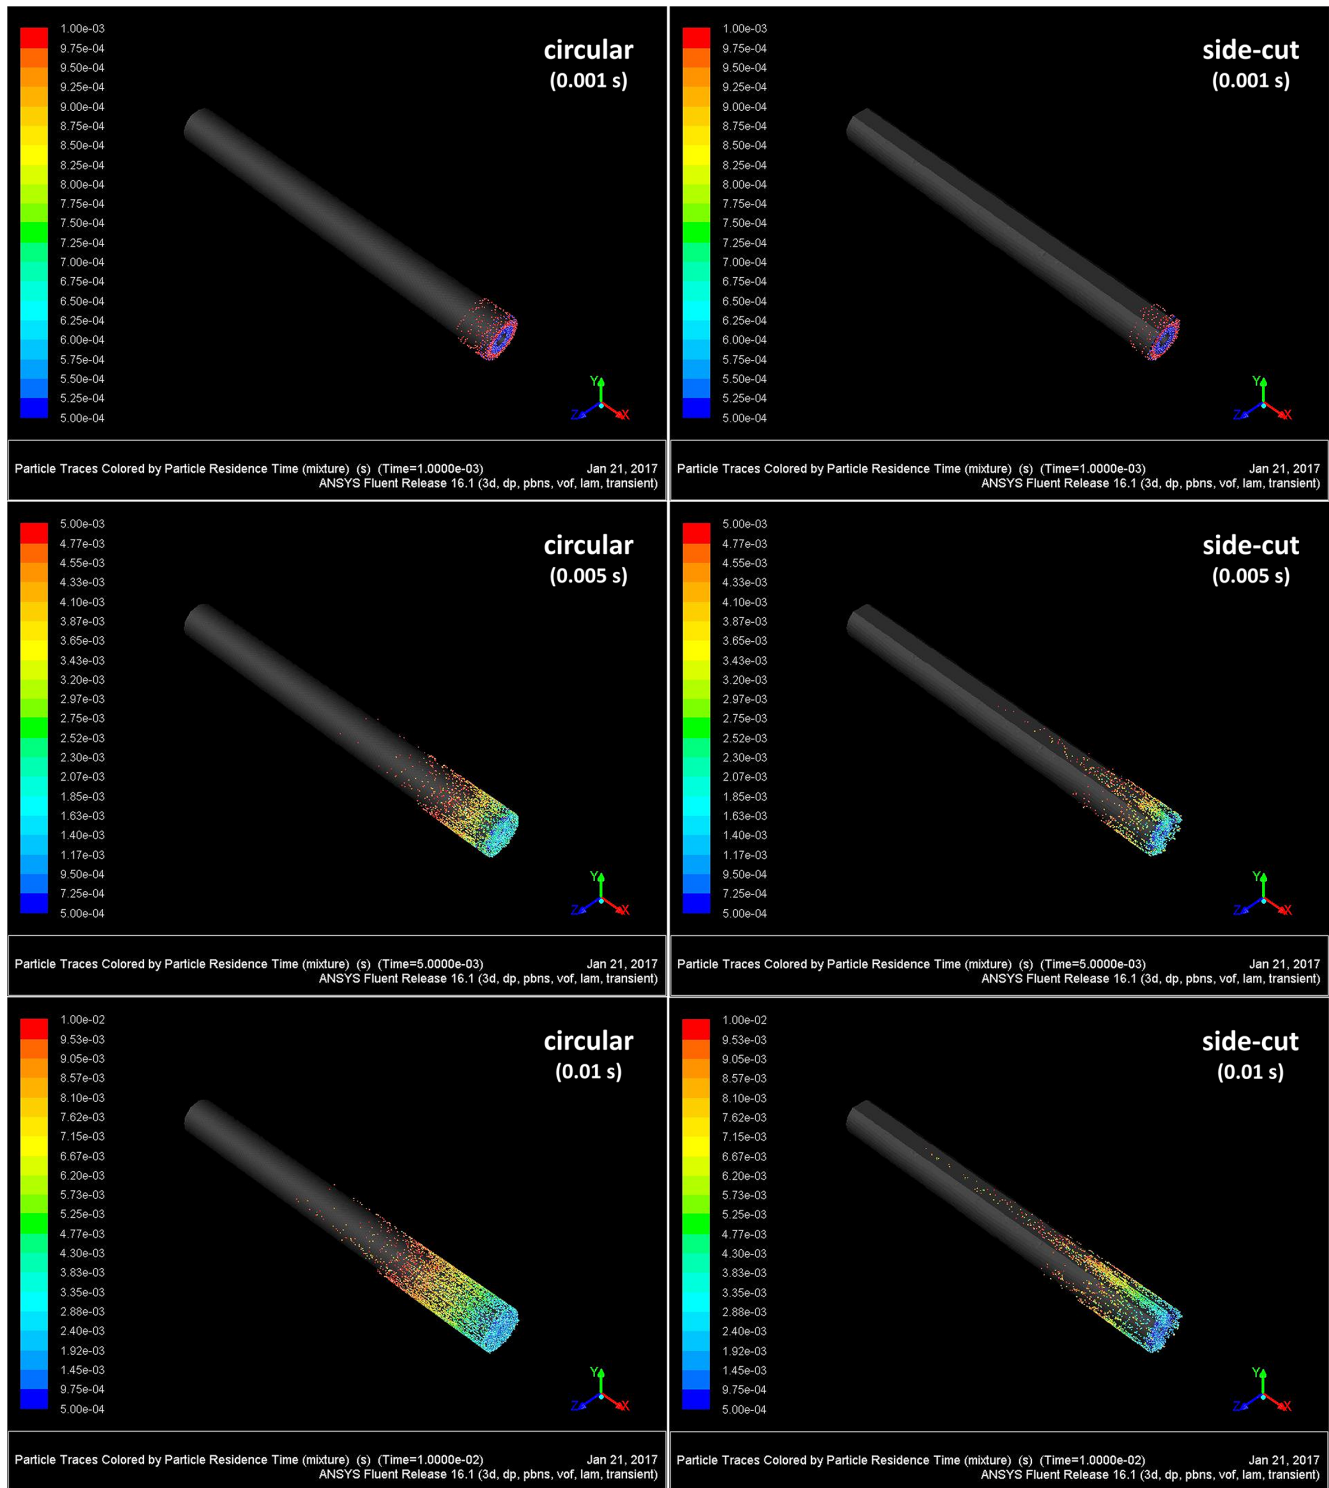 1.00e-03
9.75e-04
9.50e-04
9.25e-04
9.00e-04
8.75e-04
8.50e-04
8.25e-04
8.00e-04
7.75e-04
7.50e-04
7.25e-04
7.00e-04
6.75e-04
6.50e-04
6.25e-04
6.00e-04
5.75e-04
5.50e-04
5.25e-04
5.00e-04
circular
(0.001 s)
Y
Z
X
Particle Traces Colored by Particle Residence Time (mixture) (s) (Time=1.0000e-03)
Jan 21, 2017
ANSYS Fluent Release 16.1 (3d, dp, pbns, vof, lam, transient)
1.00e-03
9.75e-04
9.50e-04
9.25e-04
9.00e-04
8.75e-04
8.50e-04
8.25e-04
8.00e-04
7.75e-04
7.50e-04
7.25e-04
7.00e-04
6.75e-04
6.50e-04
6.25e-04
6.00e-04
5.75e-04
5.50e-04
5.25e-04
5.00e-04
side-cut
(0.001 s)
Y
Z
X
Particle Traces Colored by Particle Residence Time (mixture) (s) (Time=1.0000e-03)
Jan 21, 2017
ANSYS Fluent Release 16.1 (3d, dp, pbns, vof, lam, transient)
5.00e-03
4.77e-03
4.55e-03
4.33e-03
4.10e-03
3.87e-03
3.65e-03
3.43e-03
3.20e-03
2.97e-03
2.75e-03
2.52e-03
2.30e-03
2.07e-03
1.85e-03
1.63e-03
1.40e-03
1.17e-03
9.50e-04
7.25e-04
5.00e-04
circular
(0.005 s)
Y
Z
X
Particle Traces Colored by Particle Residence Time (mixture) (s) (Time=5.0000e-03)
Jan 21, 2017
ANSYS Fluent Release 16.1 (3d, dp, pbns, vof, lam, transient)
5.00e-03
4.77e-03
4.55e-03
4.33e-03
4.10e-03
3.87e-03
3.65e-03
3.43e-03
3.20e-03
2.97e-03
2.75e-03
2.52e-03
2.30e-03
2.07e-03
1.85e-03
1.63e-03
1.40e-03
1.17e-03
9.50e-04
7.25e-04
5.00e-04
side-cut
(0.005 s)
Y
Z
X
Particle Traces Colored by Particle Residence Time (mixture) (s) (Time=5.0000e-03)
Jan 21, 2017
ANSYS Fluent Release 16.1 (3d, dp, pbns, vof, lam, transient)
1.00e-02
9.53e-03
9.05e-03
8.57e-03
8.10e-03
7.62e-03
7.15e-03
6.67e-03
6.20e-03
5.73e-03
5.25e-03
4.77e-03
4.30e-03
3.83e-03
3.35e-03
2.88e-03
2.40e-03
1.92e-03
1.45e-03
9.75e-04
5.00e-04
circular
(0.01 s)
Y
Z
X
Particle Traces Colored by Particle Residence Time (mixture) (s) (Time=1.0000e-02)
Jan 21, 2017
ANSYS Fluent Release 16.1 (3d, dp, pbns, vof, lam, transient)
1.00e-02
9.53e-03
9.05e-03
8.57e-03
8.10e-03
7.62e-03
7.15e-03
6.67e-03
6.20e-03
5.73e-03
5.25e-03
4.77e-03
4.30e-03
3.83e-03
3.35e-03
2.88e-03
2.40e-03
1.92e-03
1.45e-03
9.75e-04
5.00e-04
side-cut
(0.01 s)
Y
Z
X
Particle Traces Colored by Particle Residence Time (mixture) (s) (Time=1.0000e-02)
Jan 21, 2017
ANSYS Fluent Release 16.1 (3d, dp, pbns, vof, lam, transient)